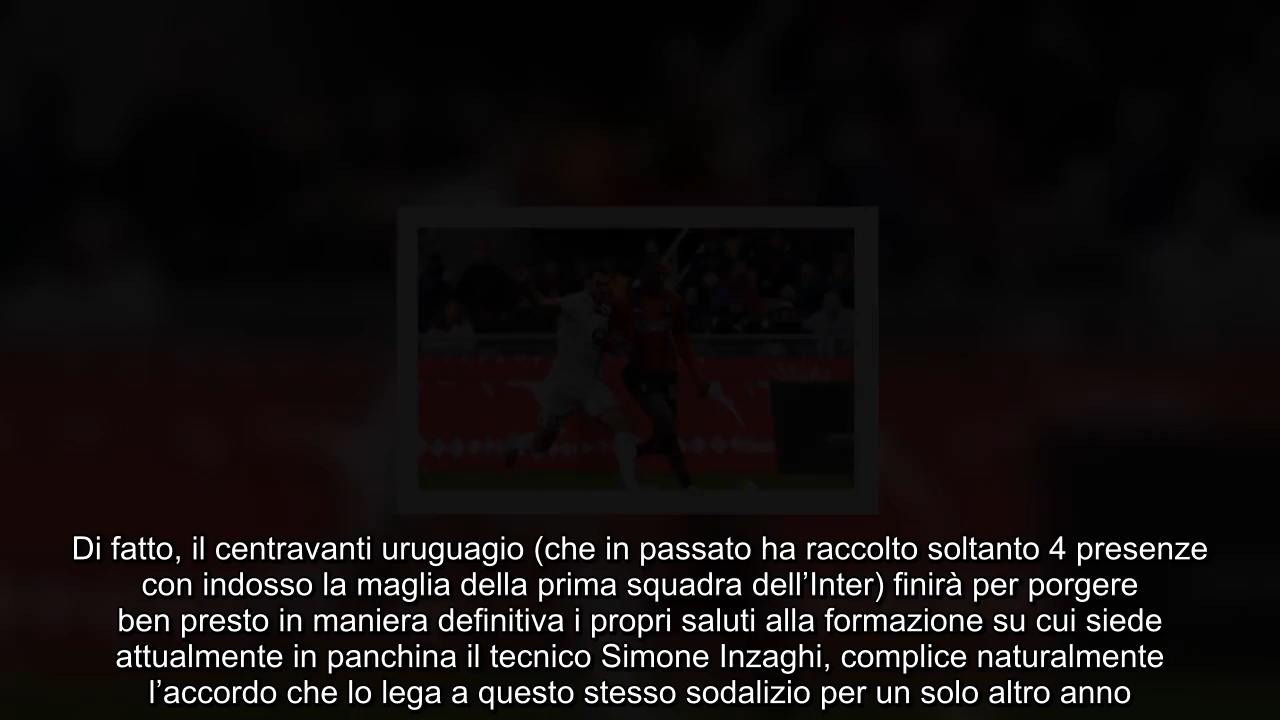 Di fatto, il centravanti uruguagio (che in passato ha raccolto soltanto 4 presenze
con indosso la maglia della prima squadra dell’Inter) finirà per porgere
ben presto in maniera definitiva i propri saluti alla formazione su cui siede
attualmente in panchina il tecnico Simone Inzaghi, complice naturalmente
l’accordo che lo lega a questo stesso sodalizio per un solo altro anno